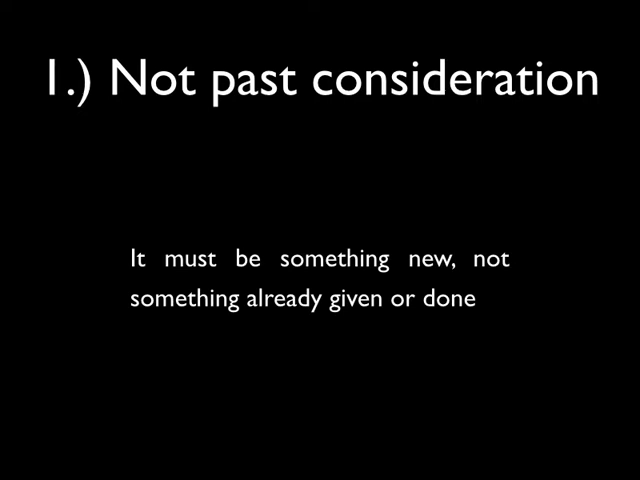 1.) Not past consideration
It must be something new, not
something already given or done